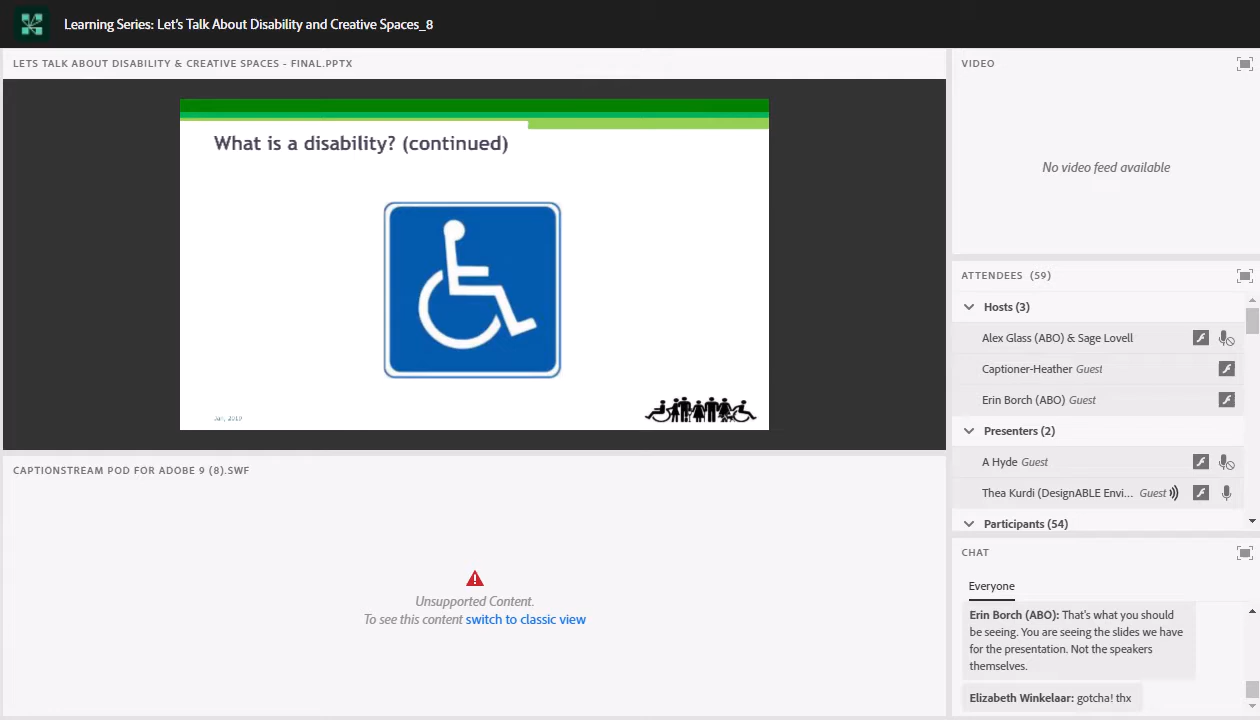 Learning Series: Let's Talk About Disability and Creative Spaces_8
LETS TALK ABOUT DISABILITY & CREATIVE SPACES - FINAL.PPTX
What is a disability? (continued)
Jan, 2019
CAPTIONSTREAM POD FOR ADOBE 9 (8).SWF
Unsupported Content.
To see this content switch to classic view
VIDEO
No video feed available
ATTENDEES (59)
Hosts (3)
Alex Glass (ABO) & Sage Lovell
Captioner-Heather Guest
Erin Borch (ABO) Guest
Presenters (2)
A Hyde Guest
Thea Kurdi (DesignABLE Envi... Guest
Participants (54)
CHAT
Everyone
Erin Borch (ABO): That's what you should
be seeing. You are seeing the slides we have
for the presentation. Not the speakers
themselves.
Elizabeth Winkelaar: gotcha! thx